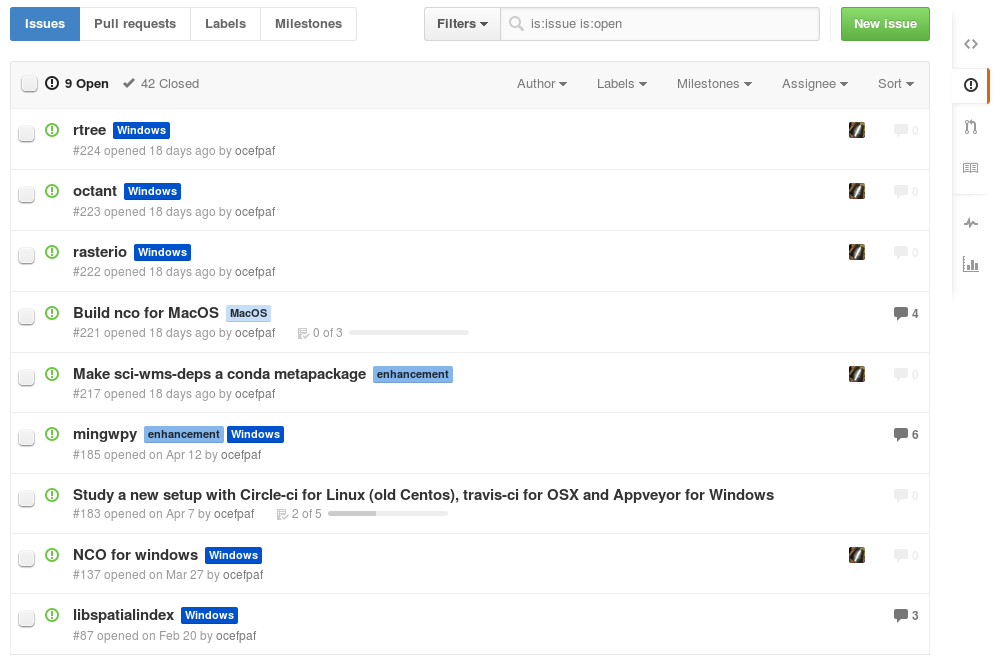 Issues Pull requests Labels Milestones Filters is:issue is:open New issue
9 Open 42 Closed Author Labels Milestones Assignee Sort
rtree Windows 0
#224 opened 18 days ago by ocefpaf
octant Windows 0
#223 opened 18 days ago by ocefpaf
rasterio Windows 0
#222 opened 18 days ago by ocefpaf
Build nco for MacOS MacOS 4
#221 opened 18 days ago by ocefpaf 0 of 3
Make sci-wms-deps a conda metapackage enhancement 0
#217 opened 18 days ago by ocefpaf
mingwpy enhancement Windows 6
#185 opened on Apr 12 by ocefpaf
Study a new setup with Circle-ci for Linux (old Centos), travis-ci for OSX and Appveyor for Windows 0
#183 opened on Apr 7 by ocefpaf 2 of 5
NCO for windows Windows 0
#137 opened on Mar 27 by ocefpaf
libspatialindex Windows 3
#87 opened on Feb 20 by ocefpaf